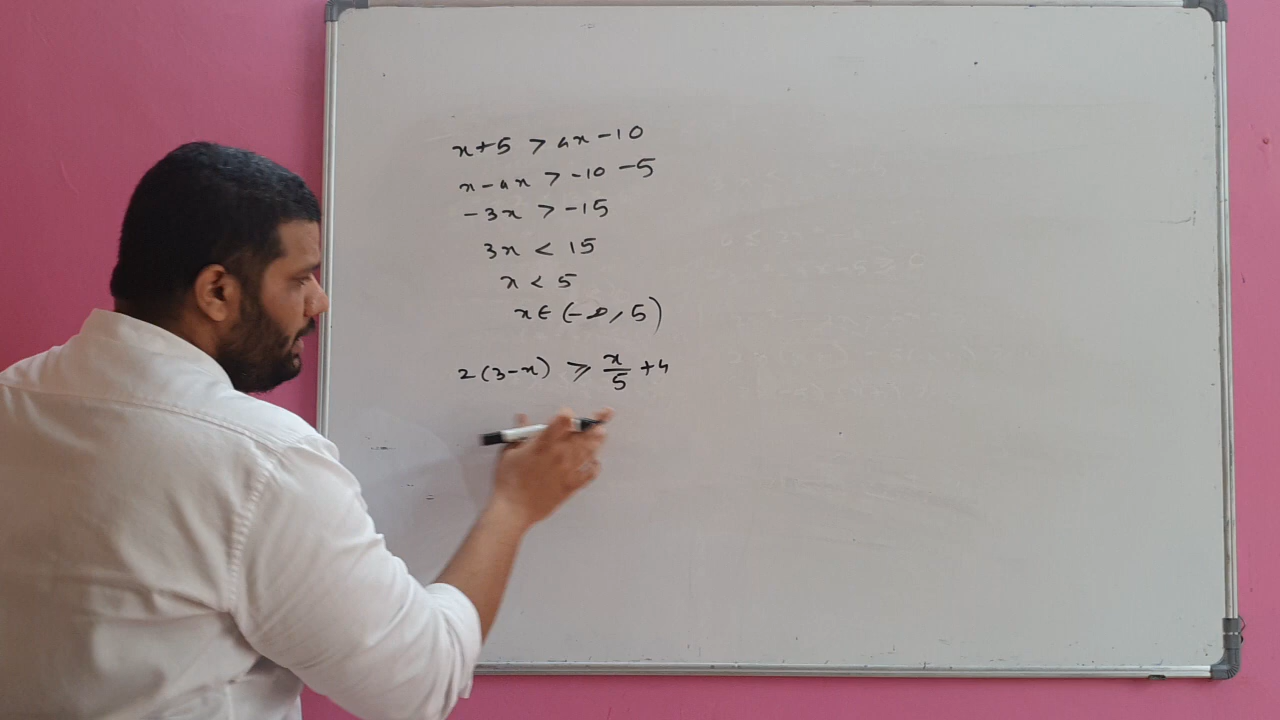 x+5 > 4x-10
x-4x > -10-5
-3x > -15
3x < 15
x < 5
x ∈ (-∞, 5)
2(3-x) ≥ x/5 + 4